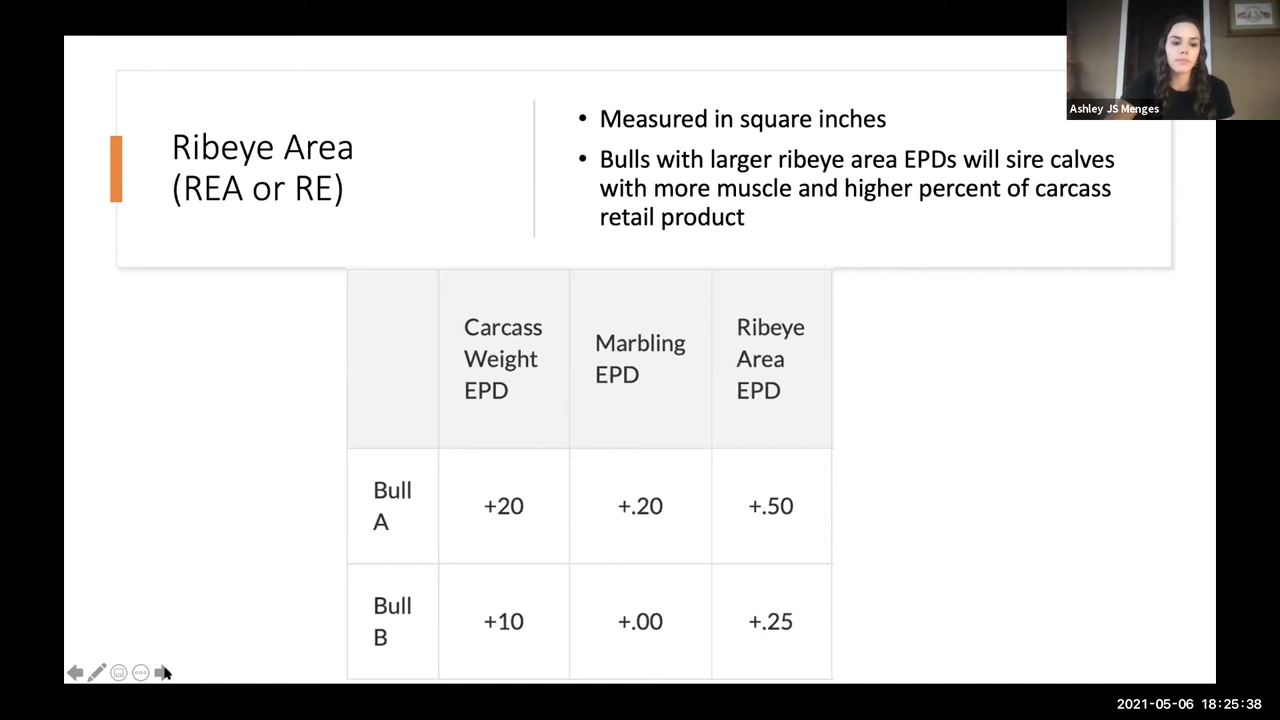 Ashley JS Menges
Ribeye Area
(REA or RE)
• Measured in square inches
• Bulls with larger ribeye area EPDs will sire calves
with more muscle and higher percent of carcass
retail product
Carcass
Weight
EPD
Marbling
EPD
Ribeye
Area
EPD
Bull
A
+20
+.20
+.50
Bull
B
+10
+.00
+.25
2021-05-06 18:25:38